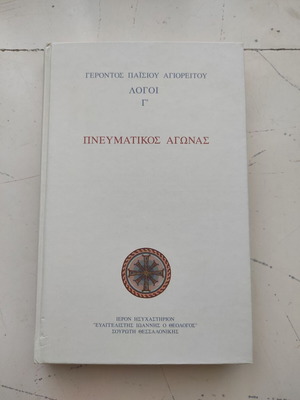 ΓΕΡΟΝΤΟΣ ΠΑΪΣΙΟΥ ΑΓΙΟΡΕΙΤΟΥ
ΛΟΓΟΙ
Γ'
ΠΝΕΥΜΑΤΙΚΟΣ ΑΓΩΝΑΣ
ΙΕΡΟΝ ΗΣΥΧΑΣΤΗΡΙΟΝ
"ΕΥΑΓΓΕΛΙΣΤΗΣ ΙΩΑΝΝΗΣ Ο ΘΕΟΛΟΓΟΣ"
ΣΟΥΡΩΤΗ ΘΕΣΣΑΛΟΝΙΚΗΣ